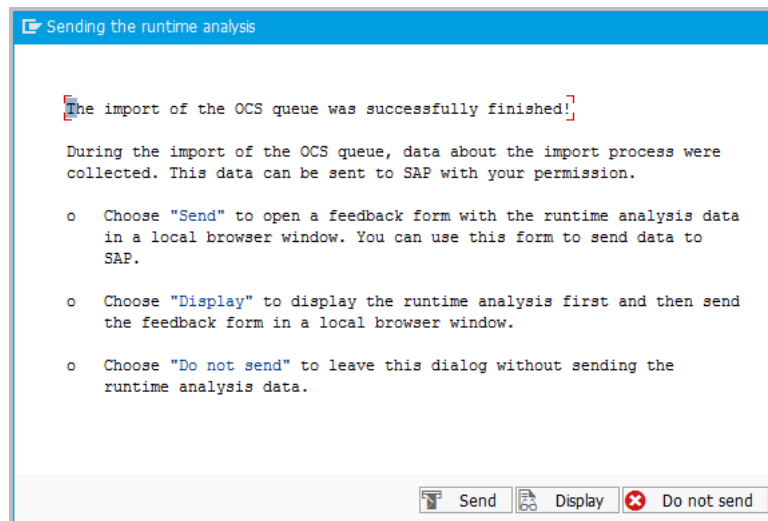 Sending the runtime analysis
The import of the OCS queue was successfully finished!
During the import of the OCS queue, data about the import process were
collected. This data can be sent to SAP with your permission.
o Choose "Send" to open a feedback form with the runtime analysis data
in a local browser window. You can use this form to send data to
SAP.
o Choose "Display" to display the runtime analysis first and then send
the feedback form in a local browser window.
o Choose "Do not send" to leave this dialog without sending the
runtime analysis data.
Send Display Do not send